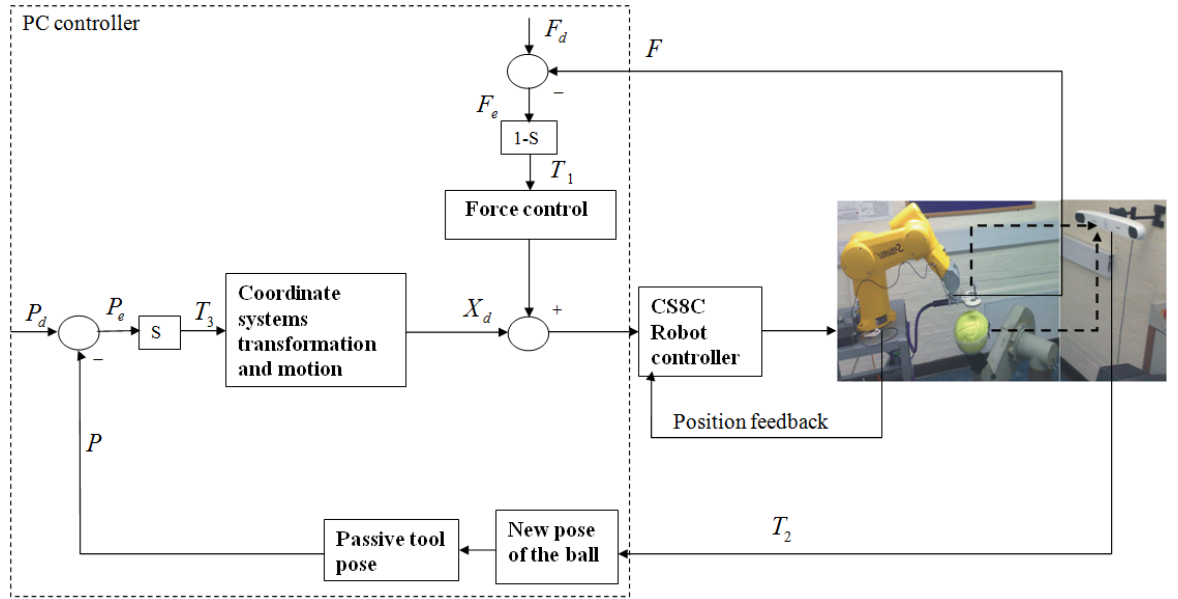 PC controller
F_d
F
−
F_e
1-S
T_1
Force control
P_d
P_e
S
T_3
−
Coordinate
systems
transformation
and motion
X_d
+
CS8C
Robot
controller
Position feedback
P
Passive tool
pose
New pose
of the ball
T_2